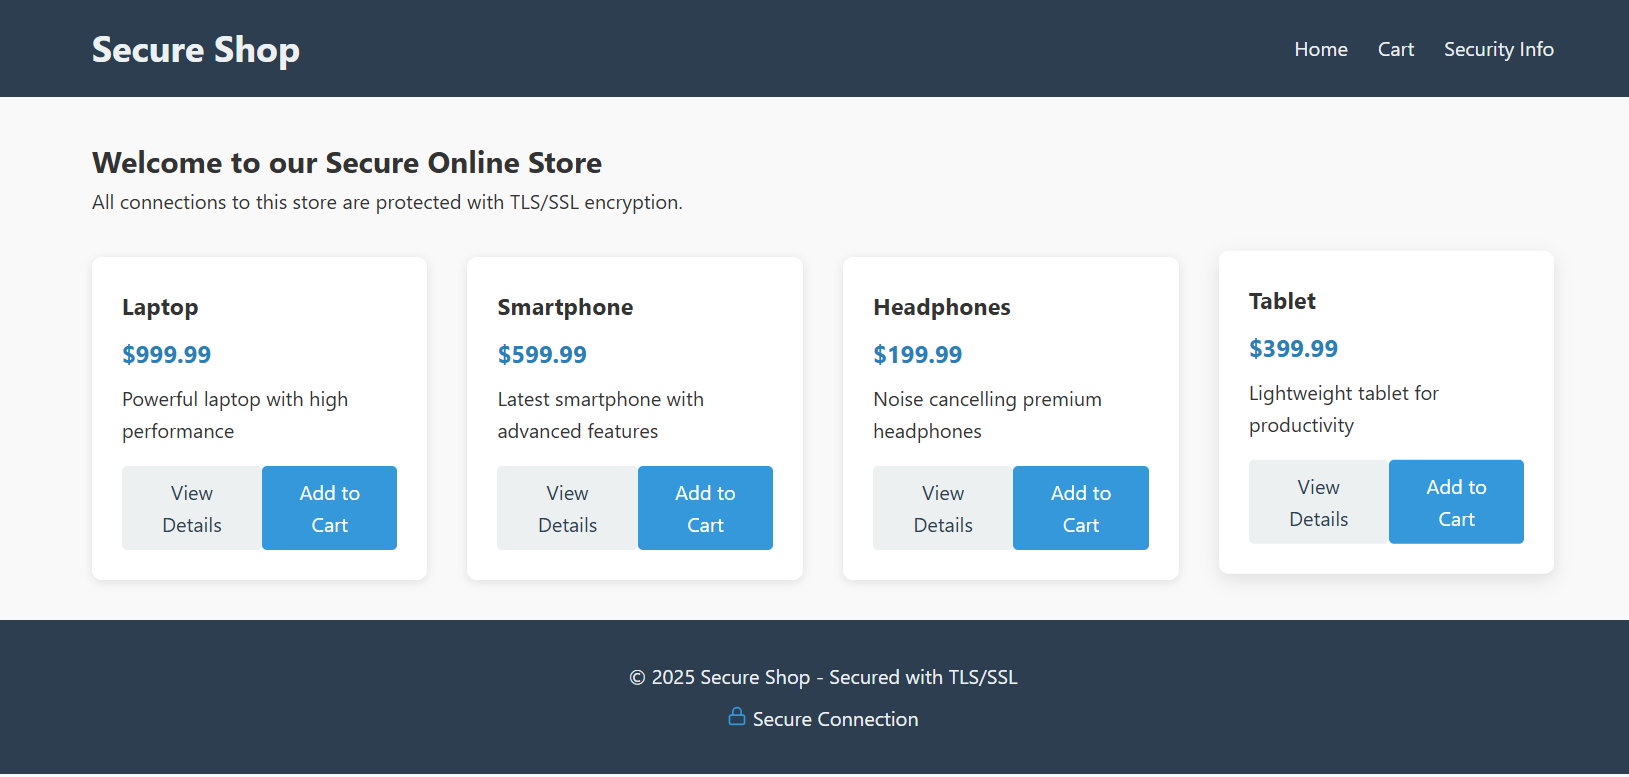 Secure Shop
Home Cart Security Info
Welcome to our Secure Online Store
All connections to this store are protected with TLS/SSL encryption.
Laptop
$999.99
Powerful laptop with high
performance
View
Details
Add to
Cart
Smartphone
$599.99
Latest smartphone with
advanced features
View
Details
Add to
Cart
Headphones
$199.99
Noise cancelling premium
headphones
View
Details
Add to
Cart
Tablet
$399.99
Lightweight tablet for
productivity
View
Details
Add to
Cart
© 2025 Secure Shop - Secured with TLS/SSL
Secure Connection